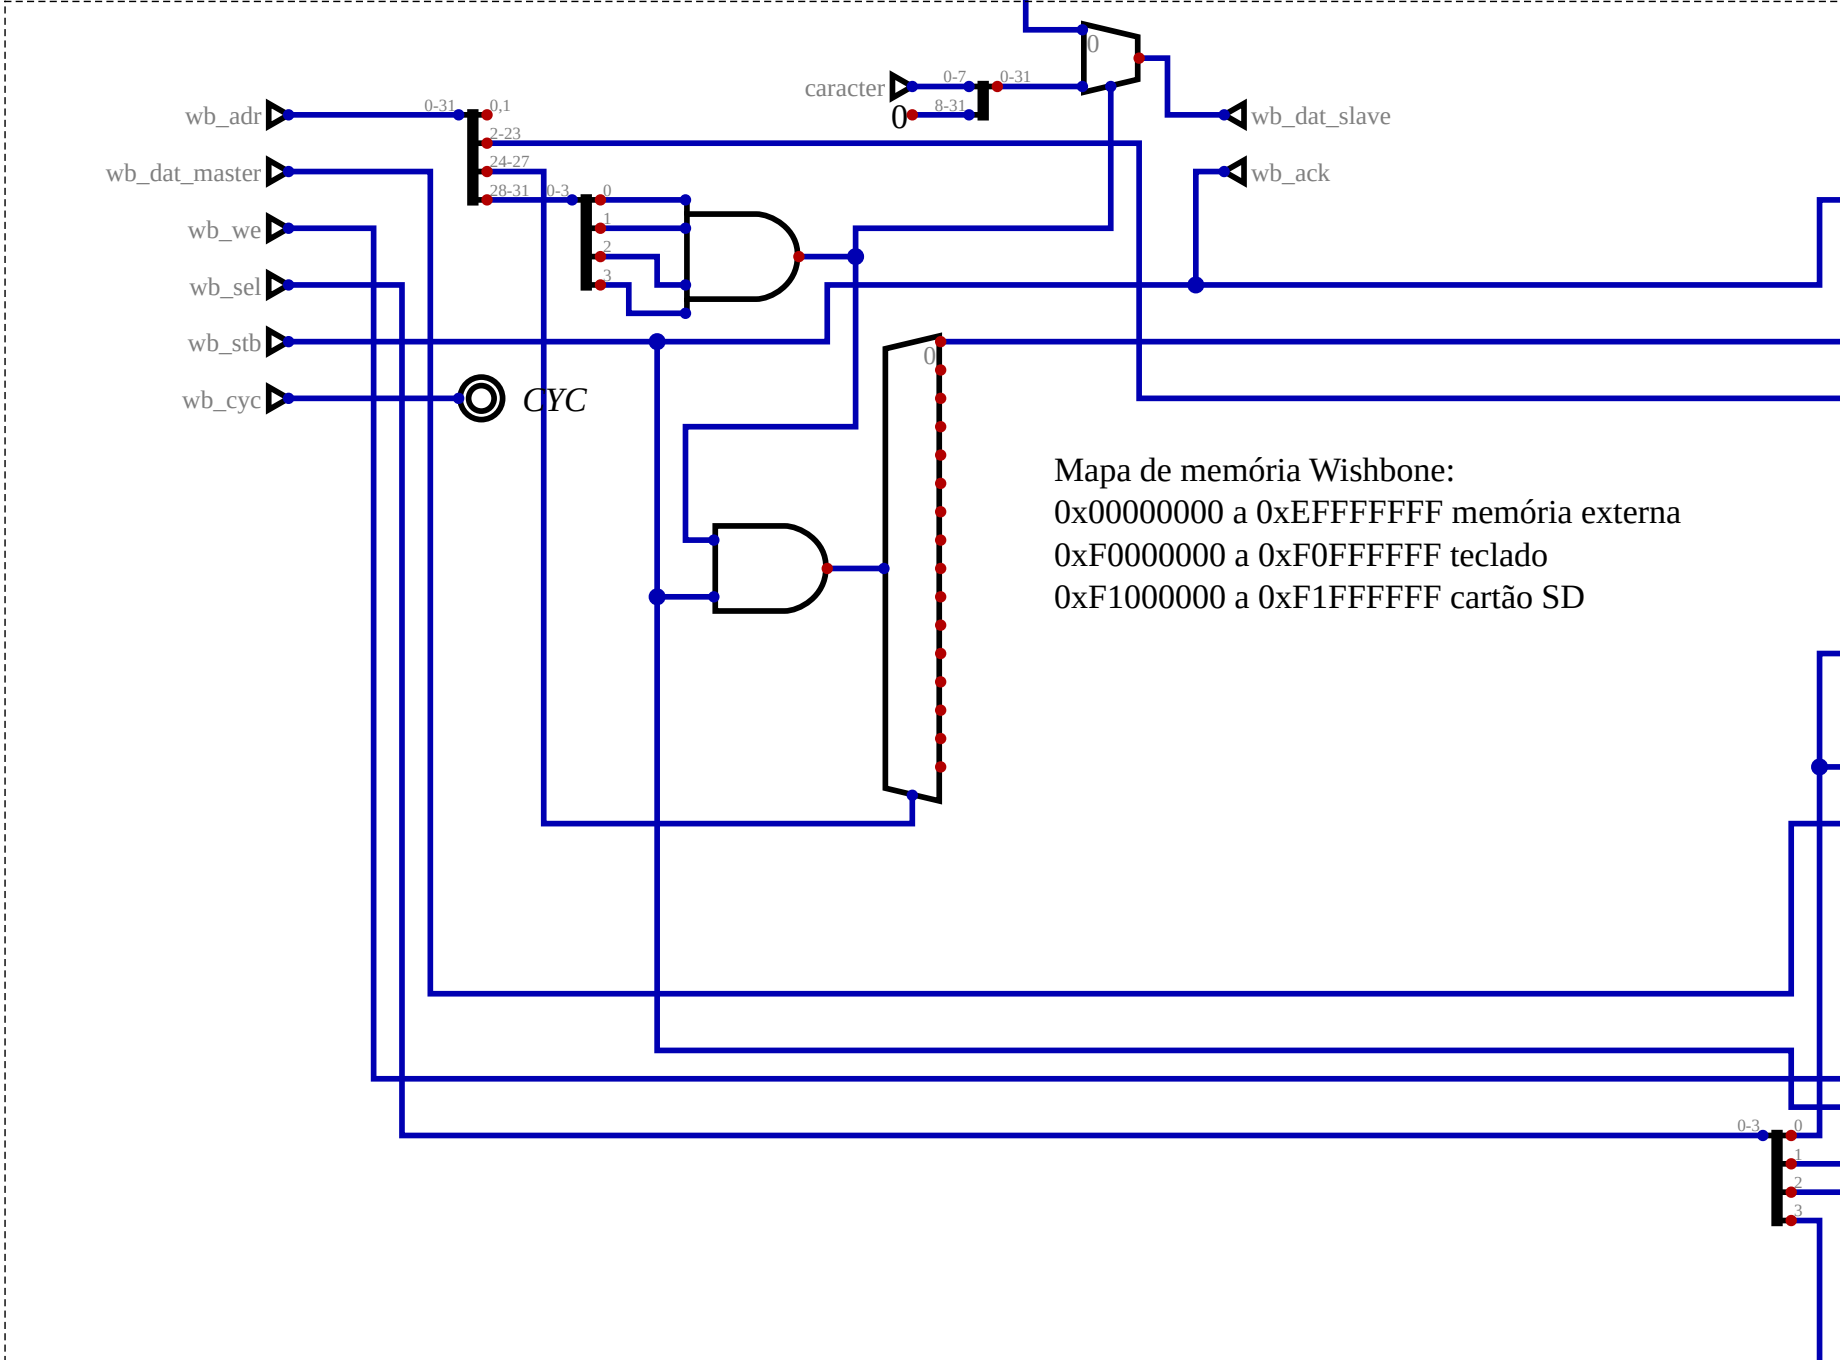 0
caracter
0-7
0-31
0
8-31
wb_adr
0-31
0,1
2-23
24-27
28-31
0-3
0
1
2
3
wb_dat_slave
wb_dat_master
wb_ack
wb_we
wb_sel
wb_stb
0
wb_cyc
CYC
Mapa de memória Wishbone:
0x00000000 a 0xEFFFFFFF memória externa
0xF0000000 a 0xF0FFFFFF teclado
0xF1000000 a 0xF1FFFFFF cartão SD
0-3
0
1
2
3